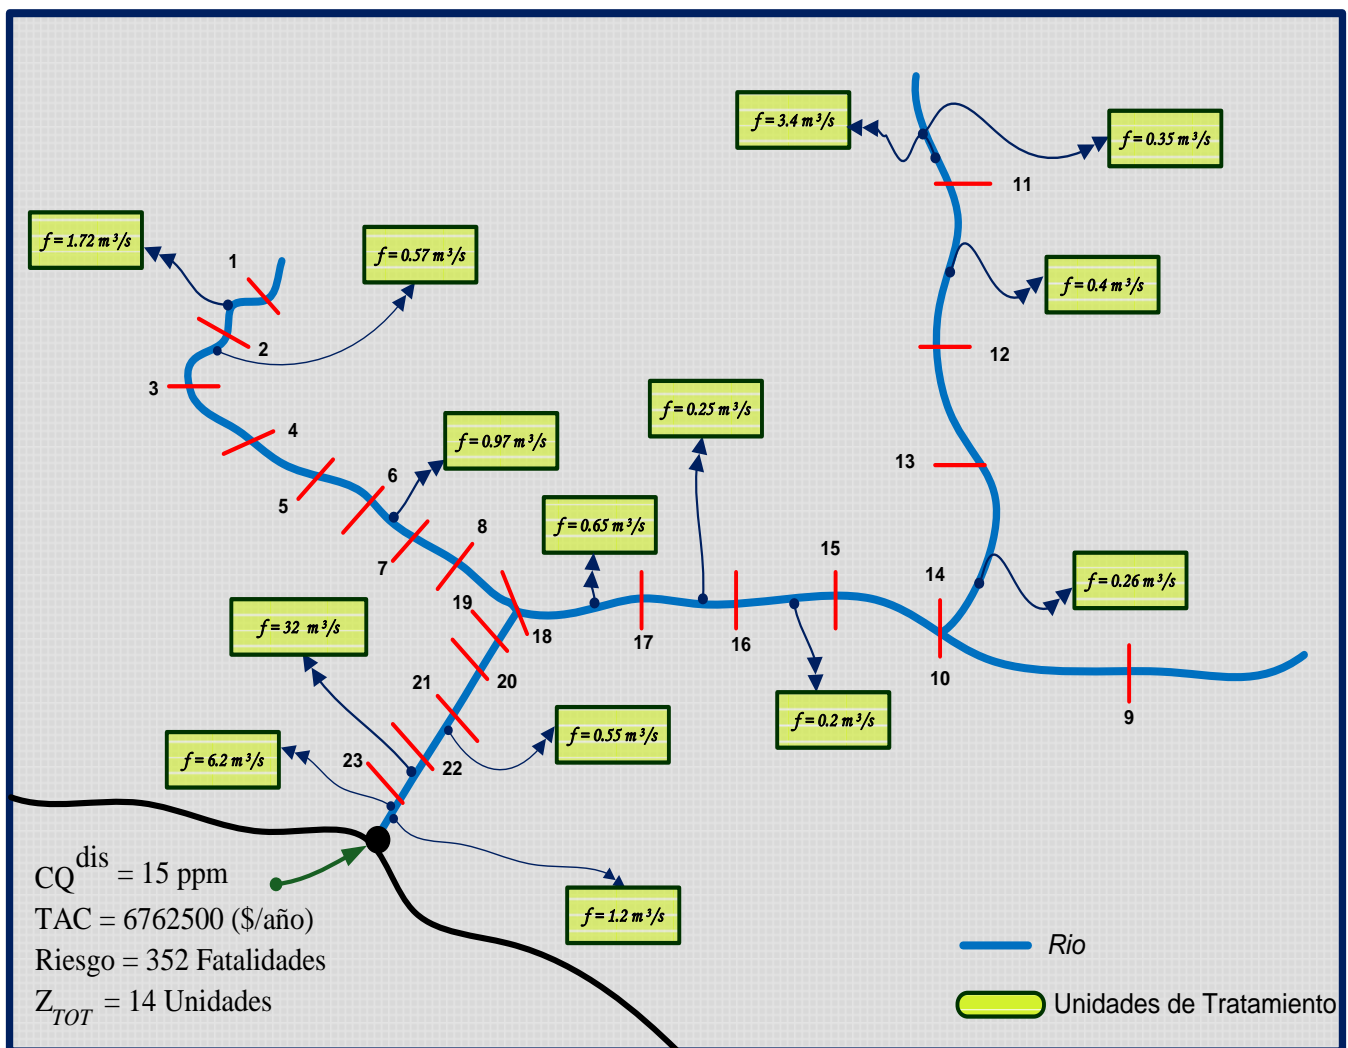 f = 3.4 m³/s
f = 0.35 m³/s
11
f = 1.72 m³/s
1
f = 0.57 m³/s
f = 0.4 m³/s
2
12
3
4
f = 0.25 m³/s
f = 0.97 m³/s
13
6
5
f = 0.65 m³/s
8
7
15
14
f = 0.26 m³/s
19
f = 32 m³/s
18
17
16
10
21
20
9
f = 0.2 m³/s
f = 0.55 m³/s
f = 6.2 m³/s
23
22
CQ^dis = 15 ppm
TAC = 6762500 ($/año)
f = 1.2 m³/s
Riesgo = 352 Fatalidades
Rio
Z_TOT = 14 Unidades
Unidades de Tratamiento